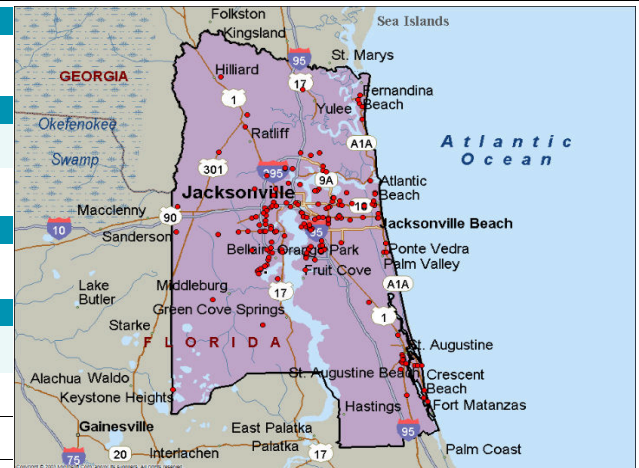 Folkston
Kingsland
Sea Islands
95
St. Marys
GEORGIA
Hilliard
17
1
Fernandina
Beach
Yulee
Okefenokee
Swamp
Ratliff
A1A
Atlantic
Ocean
301
295
9A
Atlantic
Beach
Jacksonville
Macclenny
90
10
Jacksonville Beach
10
Sanderson
95
Bellair
Orange Park
Ponte Vedra
Palm Valley
Fruit Cove
Lake
Butler
Middleburg
17
A1A
Green Cove Springs
1
Starke
FLORIDA
St. Augustine
St. Augustine Beach
Crescent
Beach
Alachua
Waldo
Keystone Heights
Fort Matanzas
Hastings
Gainesville
East Palatka
95
Palatka
Palm Coast
75
20
Interlachen
17